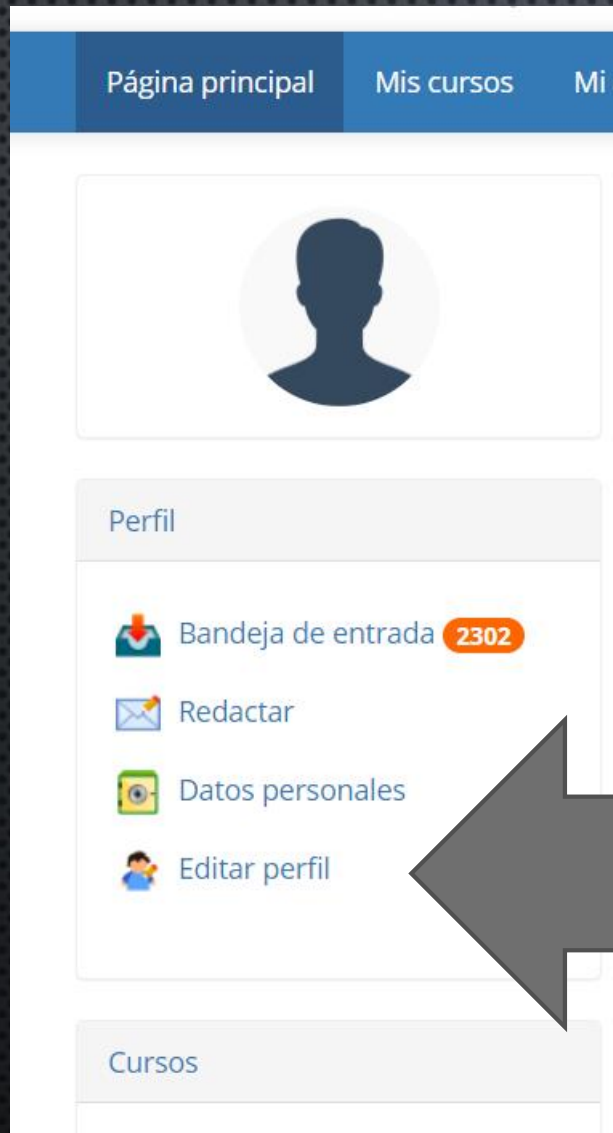 Página principal Mis cursos Mi
Perfil
Bandeja de entrada 2302
Redactar
Datos personales
Editar perfil
Cursos